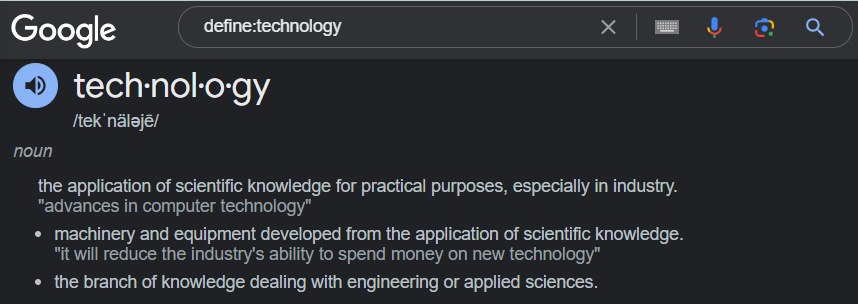 Google define:technology
tech·nol·o·gy
/tekˈnäləjē/
noun
the application of scientific knowledge for practical purposes, especially in industry.
"advances in computer technology"
• machinery and equipment developed from the application of scientific knowledge.
"it will reduce the industry's ability to spend money on new technology"
• the branch of knowledge dealing with engineering or applied sciences.